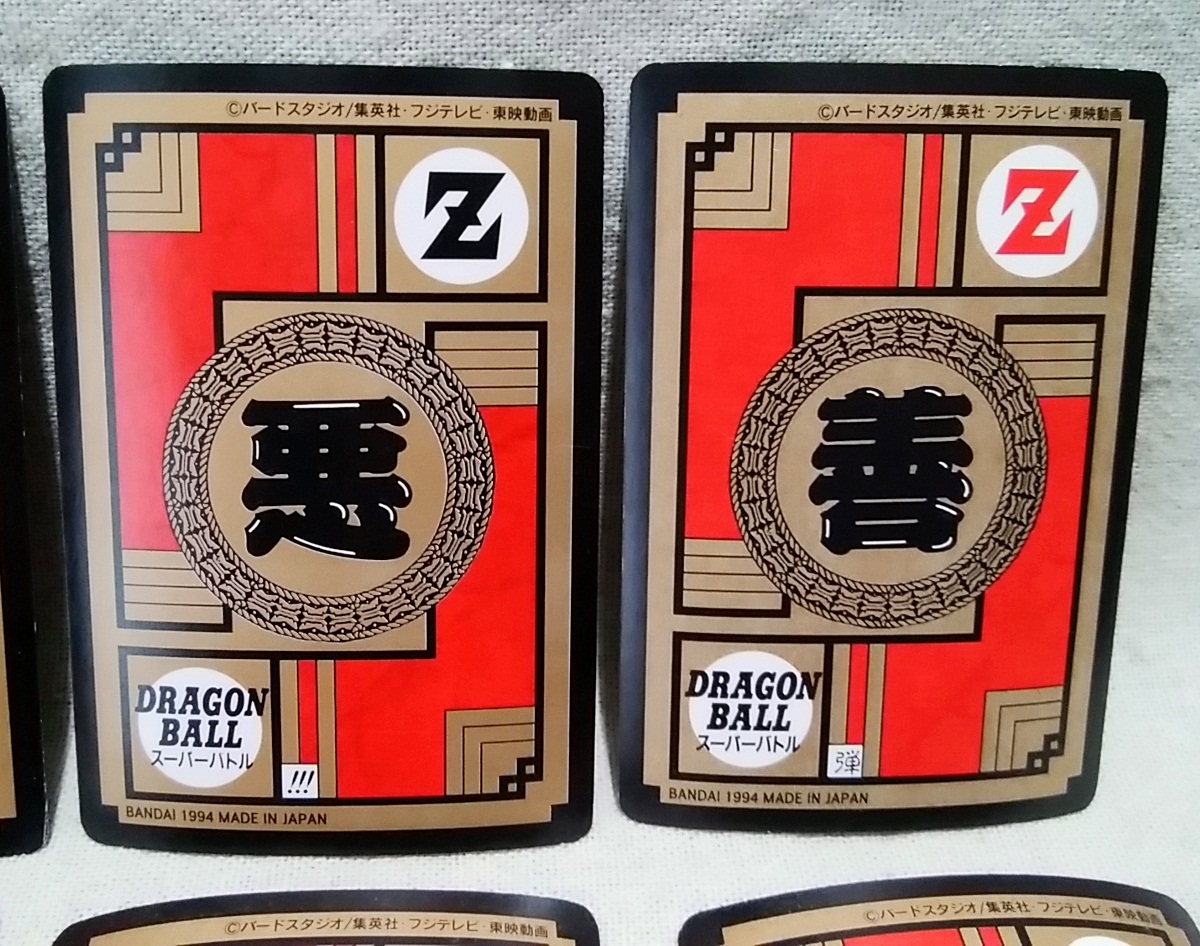 ©バードスタジオ/集英社・フジテレビ・東映動画
Z
悪
DRAGON
BALL
スーパーバトル
!!!
BANDAI 1994 MADE IN JAPAN
©バードスタジオ/集英社・フジテレビ・東映動画
Z
善
DRAGON
BALL
スーパーバトル
弾
BANDAI 1994 MADE IN JAPAN
©バードスタジオ/集英社・フジテレビ・東映動画
©バードスタジオ/集英社・フジテレビ・東映動画